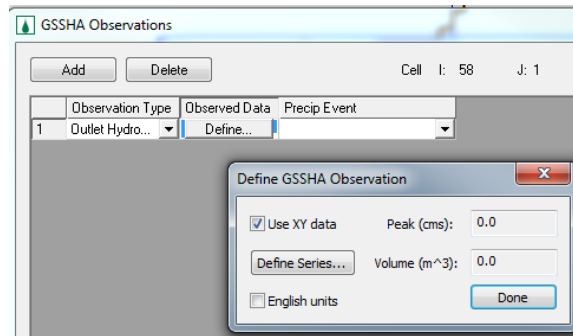 GSSHA Observations
Add Delete Cell I: 58 J: 1
Observation Type Observed Data Precip Event
1 Outlet Hydro... Define...
Define GSSHA Observation
Use XY data Peak (cms): 0.0
Define Series... Volume (m^3): 0.0
English units Done